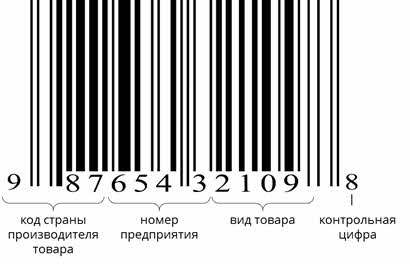 9 87654 32109 8
код страны
производителя
товара
номер
предприятия
вид товара
контрольная
цифра